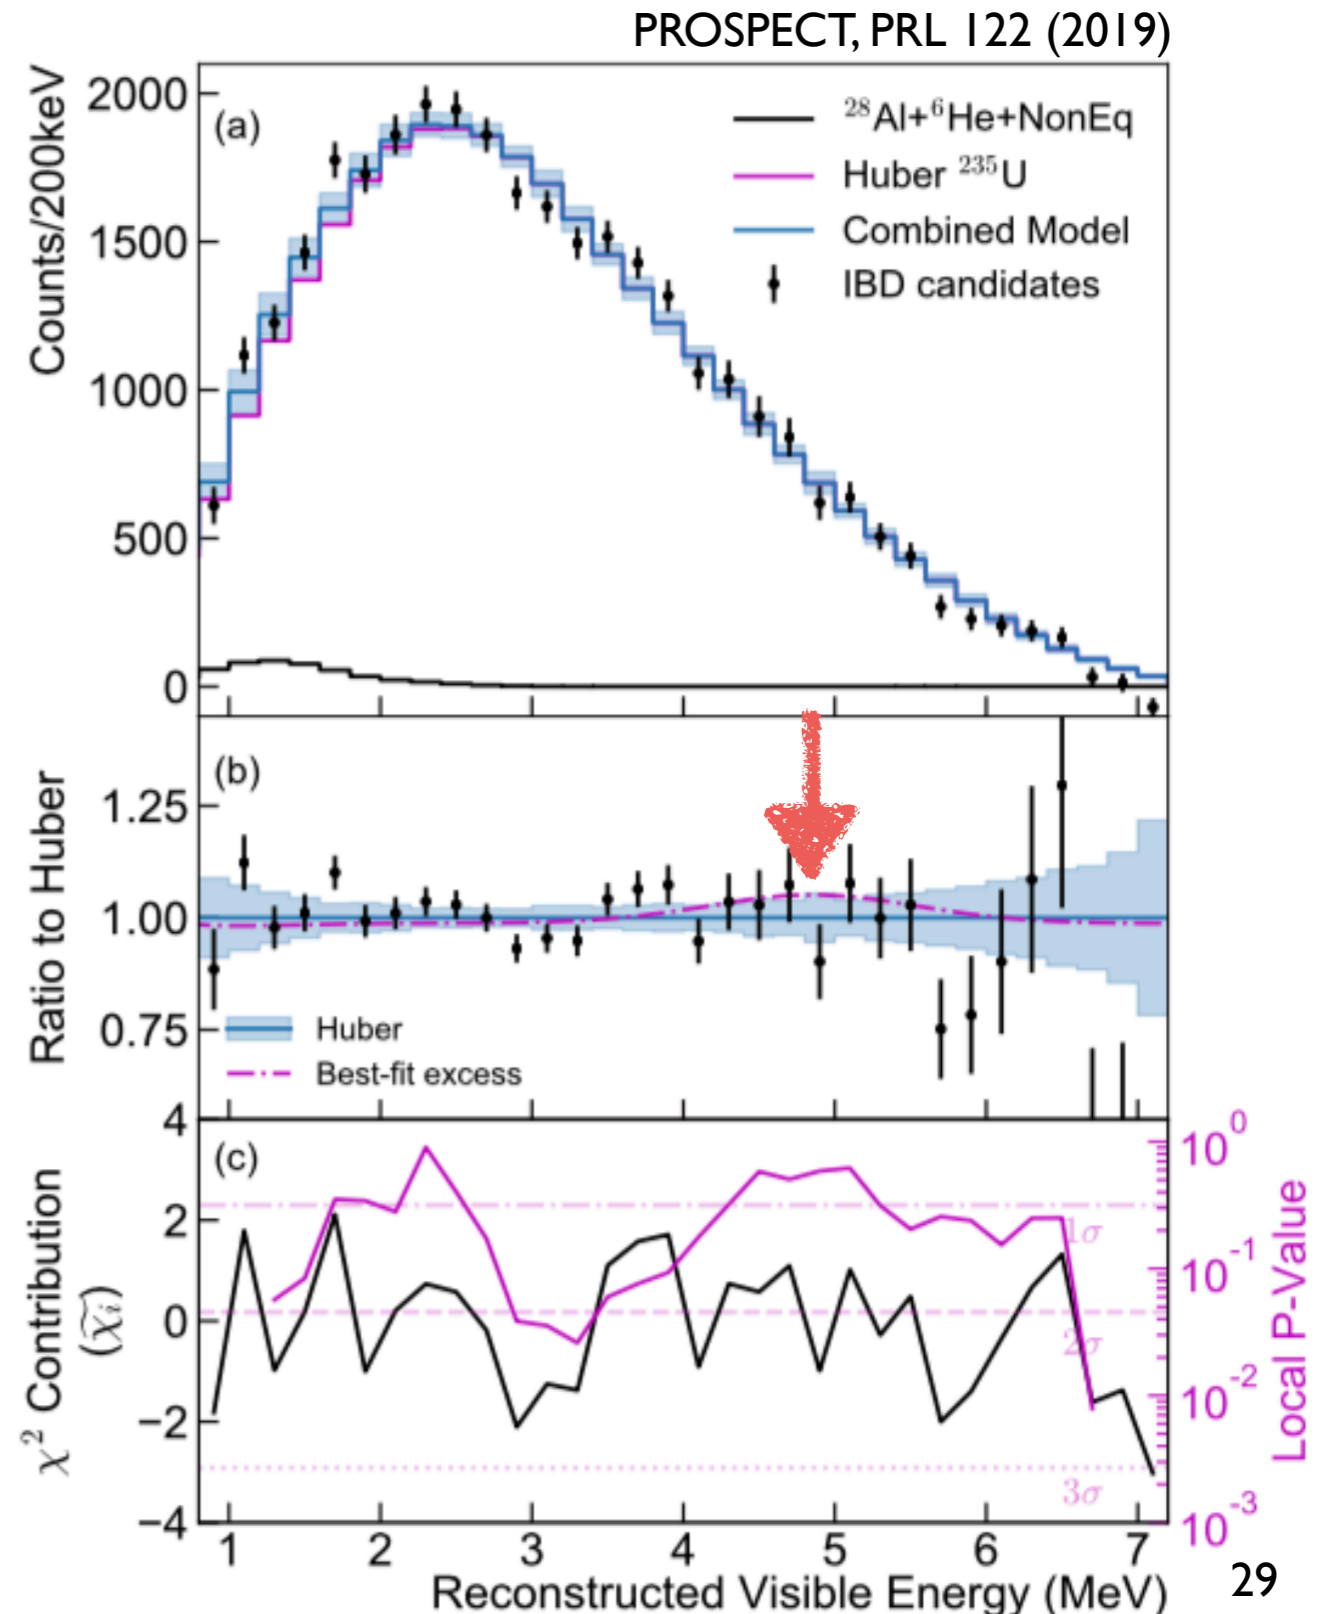 PROSPECT, PRL 122 (2019)
(a)
²⁸Al+⁶He+NonEq
Huber ²³⁵U
Combined Model
IBD candidates
Counts/200keV
2000
1500
1000
500
0
(b)
Ratio to Huber
1.25
1.00
0.75
Huber
Best-fit excess
(c)
χ² Contribution
(χ̃ᵢ)
4
2
0
−2
−4
1σ
2σ
3σ
10⁰
10⁻¹
10⁻²
10⁻³
Local P-Value
1 2 3 4 5 6 7
Reconstructed Visible Energy (MeV)
29